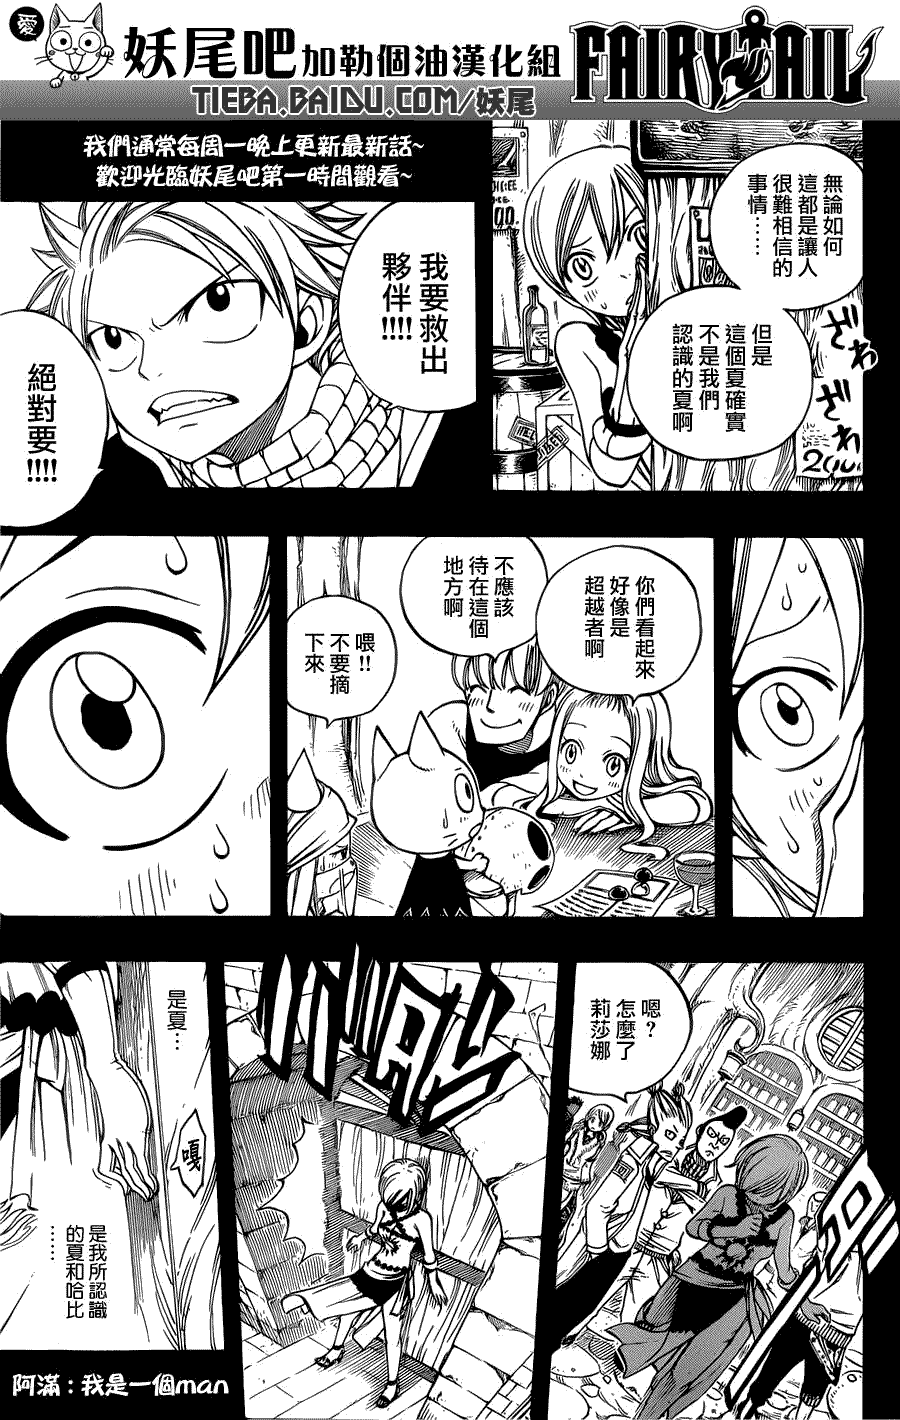 愛
妖尾吧加勒個油漢化組
FAIRY TAIL
TIEBA.BAIDU.COM/妖尾
我們通常每周一晚上更新最新話~
歡迎光臨妖尾吧第一時間觀看~
無論如何
這都是讓人
很難相信的
事情……
但是
這個夏確實
不是我們
認識的夏啊
ざわ
ざわ
我要救出
夥伴!!!!
絕對要!!!!
你們看起來
好像是
超越者啊
不應該
待在這個
地方啊
喂!!
不要摘
下來
嗯?
怎麼了
莉莎娜
是夏…
嘎
是我所認識
的夏和哈比
……
阿滿:我是一個man